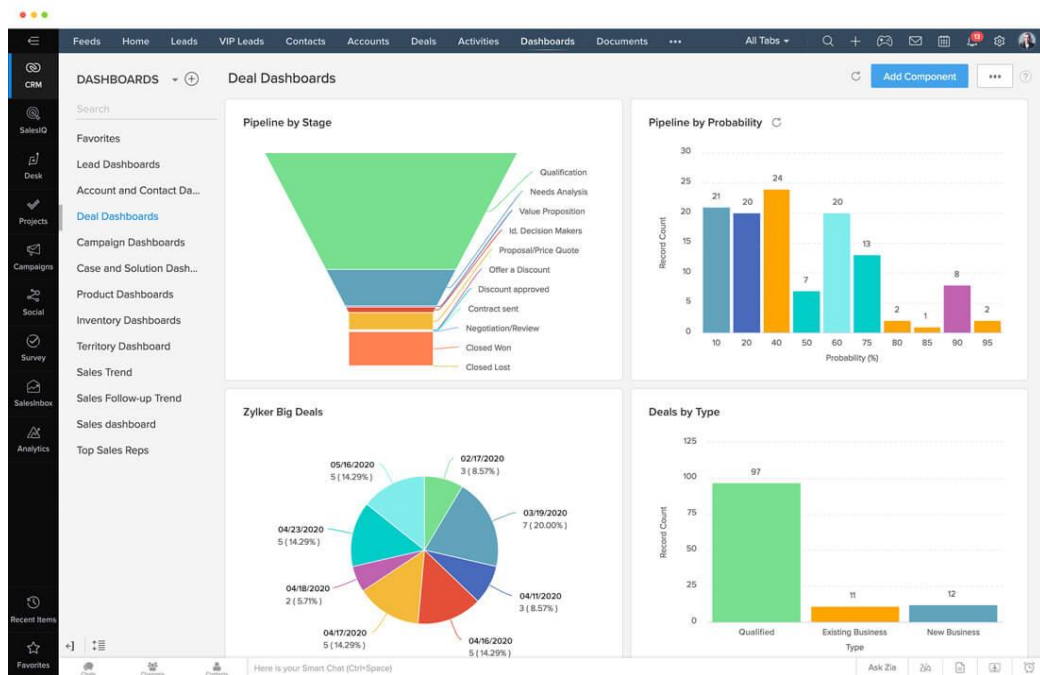 Feeds Home Leads VIP Leads Contacts Accounts Deals Activities Dashboards Documents ••• All Tabs
13
CRM
SalesIQ
Desk
Projects
Campaigns
Social
Survey
SalesInbox
Analytics
Recent Items
Favorites
DASHBOARDS
Search
Favorites
Lead Dashboards
Account and Contact Da...
Deal Dashboards
Campaign Dashboards
Case and Solution Dash...
Product Dashboards
Inventory Dashboards
Territory Dashboard
Sales Trend
Sales Follow-up Trend
Sales dashboard
Top Sales Reps
Deal Dashboards
Add Component
•••
?
Pipeline by Stage
Qualification
Needs Analysis
Value Proposition
Id. Decision Makers
Proposal/Price Quote
Offer a Discount
Discount approved
Contract sent
Negotiation/Review
Closed Won
Closed Lost
Pipeline by Probability
Record Count
30
25
20
15
10
5
0
21 20 24 7 20 13 2 1 8 2
10 20 40 50 60 75 80 85 90 95
Probability (%)
Zylker Big Deals
02/17/2020
3 ( 8.57% )
03/19/2020
7 ( 20.00% )
04/11/2020
3 ( 8.57% )
04/16/2020
5 ( 14.29% )
04/17/2020
5 ( 14.29% )
04/18/2020
2 ( 5.71% )
04/23/2020
5 ( 14.29% )
05/16/2020
5 ( 14.29% )
Deals by Type
Record Count
125
100
75
50
25
0
97 11 12
Qualified Existing Business New Business
Type
Chats Channels Contacts
Here is your Smart Chat (Ctrl+Space)
Ask Zia